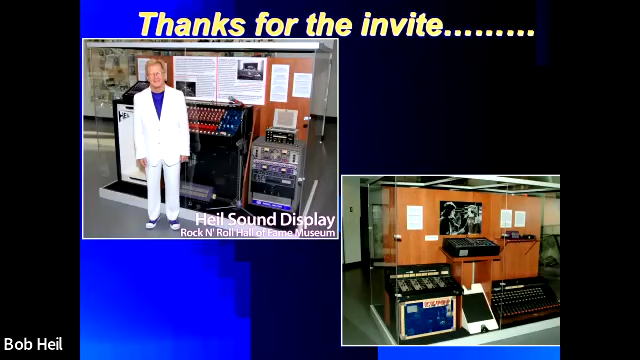 Thanks for the invite.........
Heil Sound Display
Rock N' Roll Hall of Fame Museum
Bob Heil